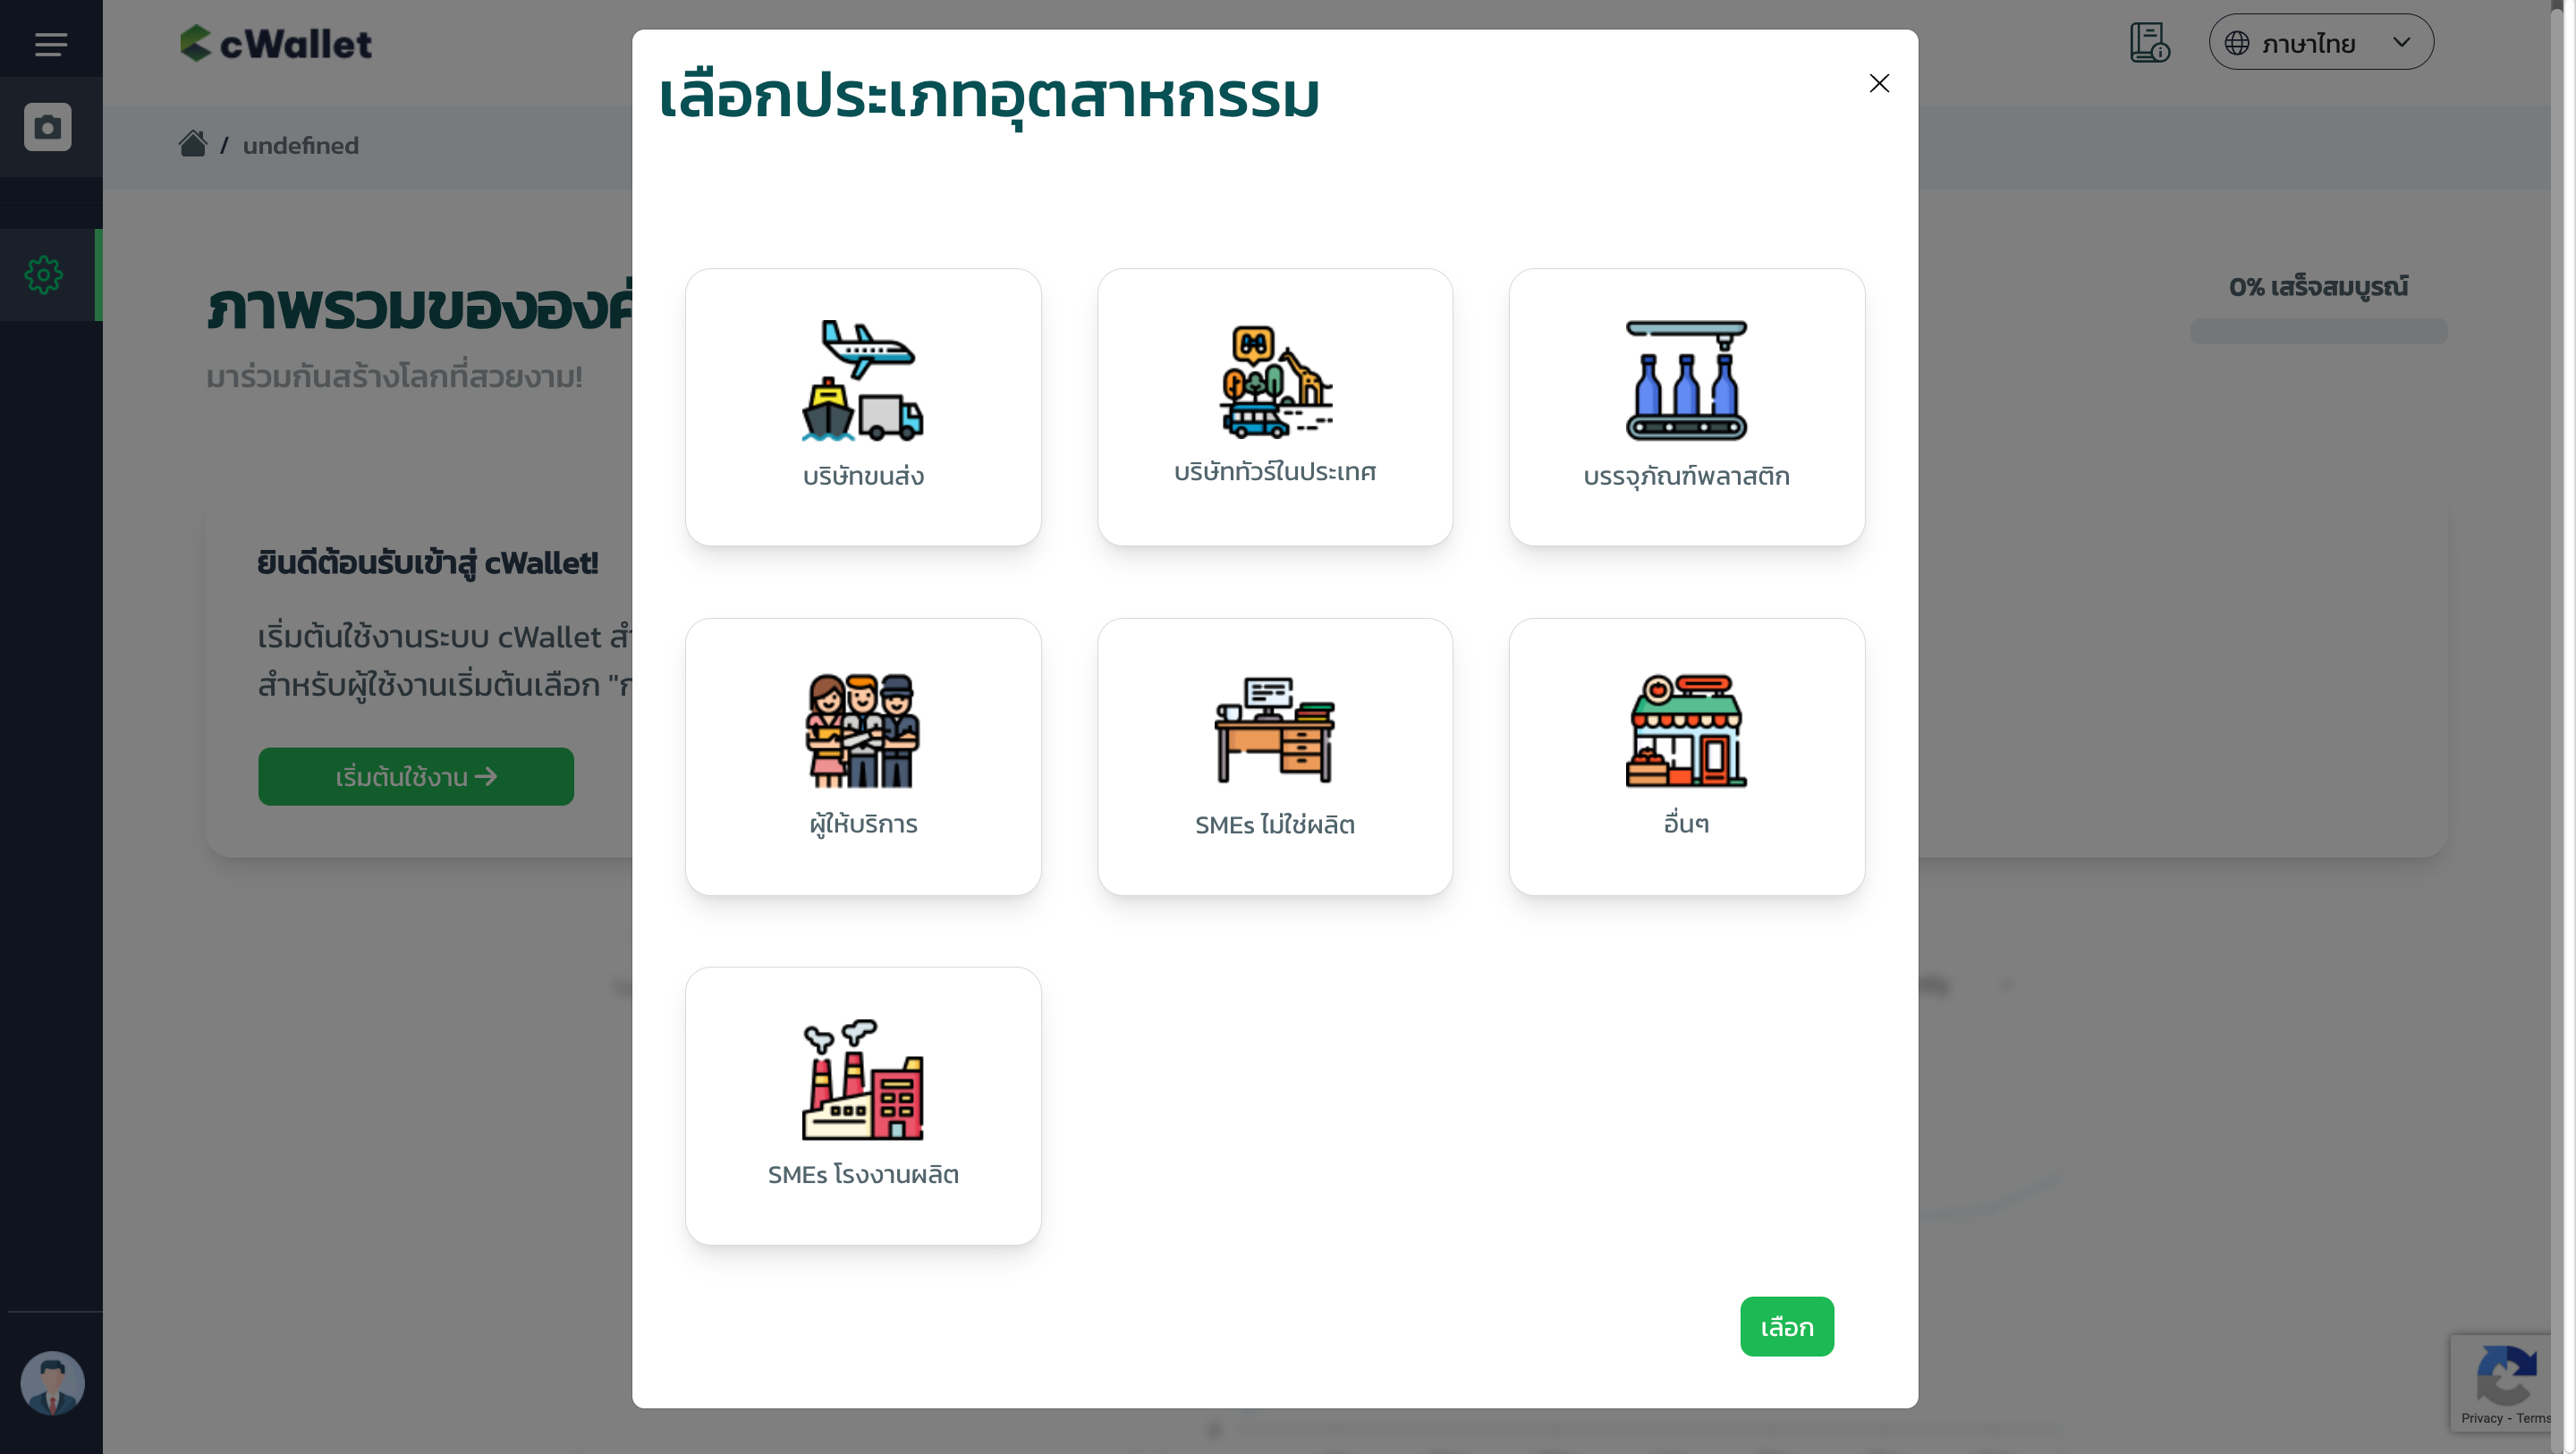 cWallet
ภาษาไทย
/ undefined
เลือกประเภทอุตสาหกรรม
ภาพรวมขององค์
มาร่วมกันสร้างโลกที่สวยงาม!
0% เสร็จสมบูรณ์
บริษัทขนส่ง
บริษัททัวร์ในประเทศ
บรรจุภัณฑ์พลาสติก
ยินดีต้อนรับเข้าสู่ cWallet!
เริ่มต้นใช้งานระบบ cWallet
สำหรับผู้ใช้งานเริ่มต้นเลือก "ก
เริ่มต้นใช้งาน
ผู้ให้บริการ
SMEs ไม่ใช่ผลิต
อื่นๆ
SMEs โรงงานผลิต
เลือก
Privacy - Terms